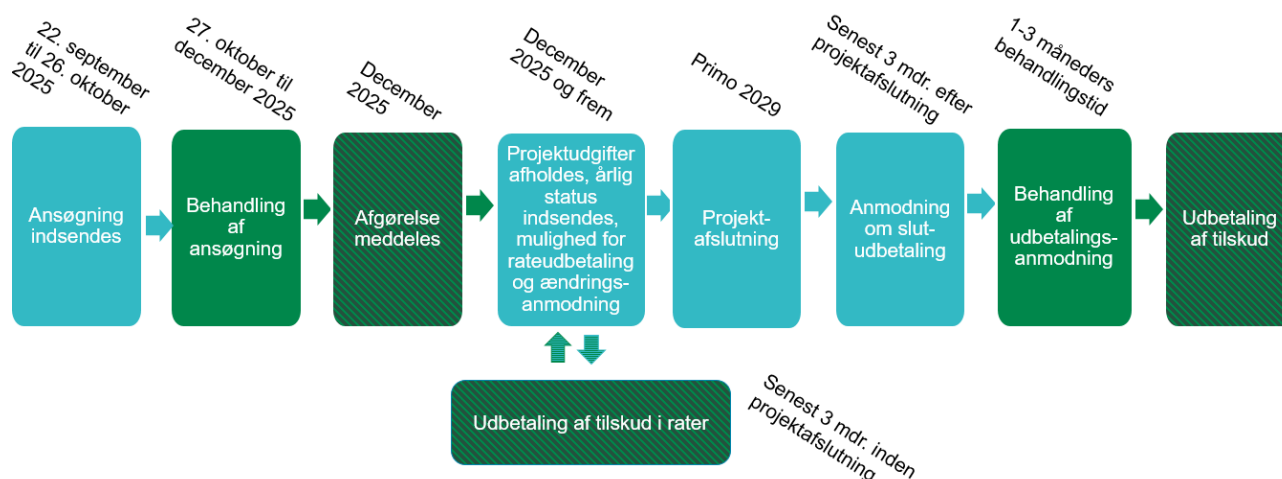 22. september
til 26. oktober
2025
27. oktober til
december 2025
December
2025
December
2025 og frem
Primo 2029
Senest 3 mdr. efter
projektafslutning
1-3 måneders
behandlingstid
Ansøgning
indsendes
Behandling
af
ansøgning
Afgørelse
meddeles
Projektudgifter
afholdes, årlig
status
indsendes,
mulighed for
rateudbetaling
og ændrings-
anmodning
Projekt-
afslutning
Anmodning
om slut-
udbetaling
Behandling
af
udbetalings-
anmodning
Udbetaling
af tilskud
Udbetaling af tilskud i rater
Senest 3 mdr. inden
projektafslutning